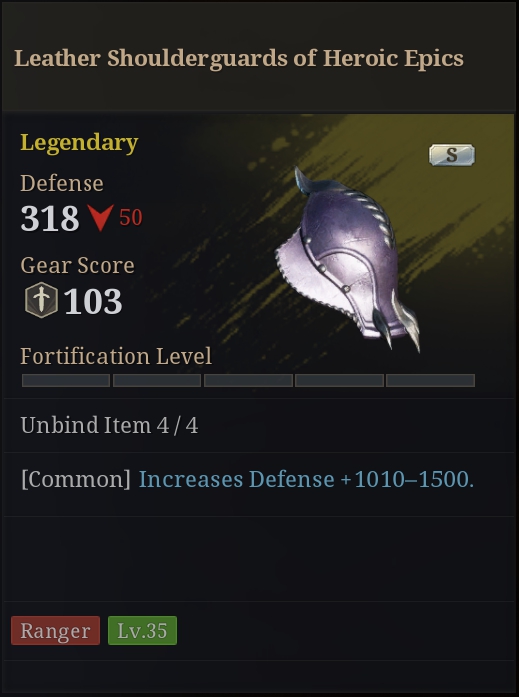 Leather Shoulderguards of Heroic Epics
Legendary
S
Defense
318 50
Gear Score
103
Fortification Level
Unbind Item 4 / 4
[Common] Increases Defense +1010–1500.
Ranger Lv.35